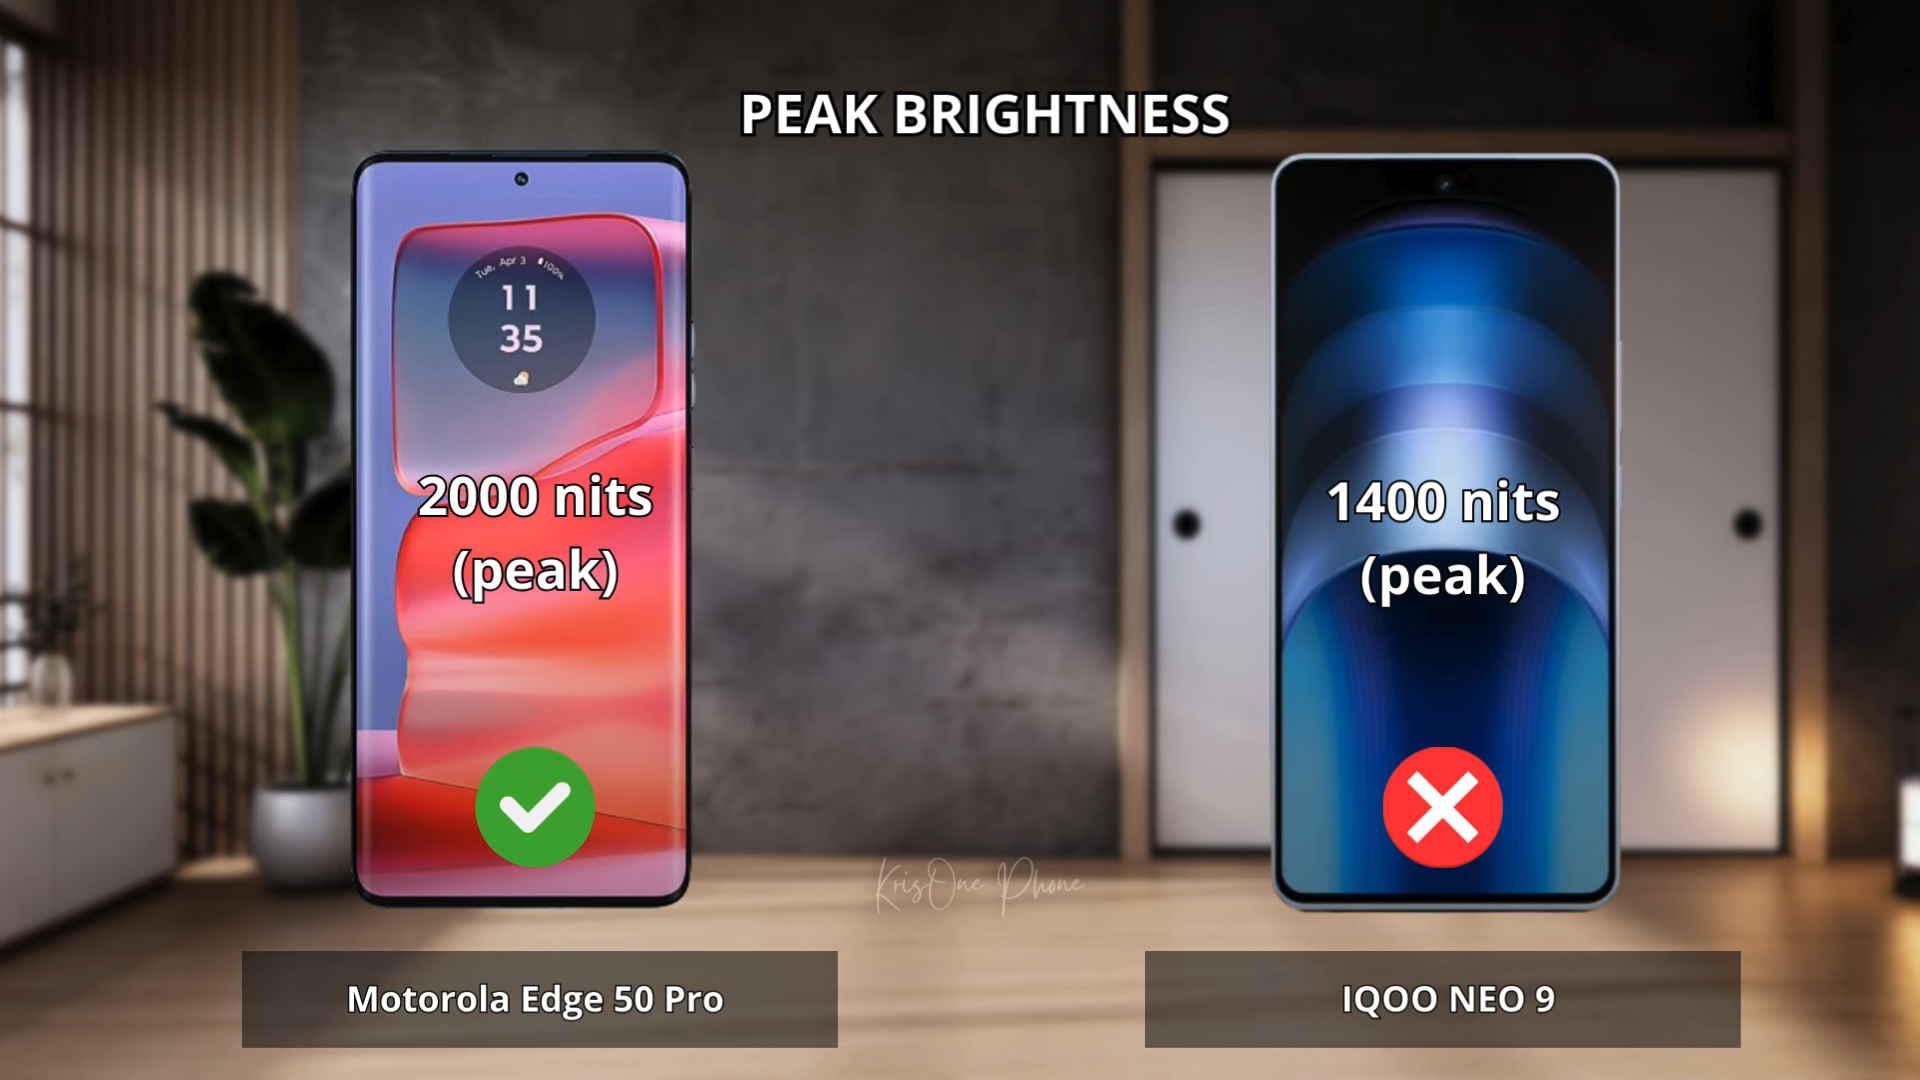 PEAK BRIGHTNESS
Tue, Apr 3 100%
11
35
2000 nits
(peak)
1400 nits
(peak)
KrisOne Phone
Motorola Edge 50 Pro
IQOO NEO 9